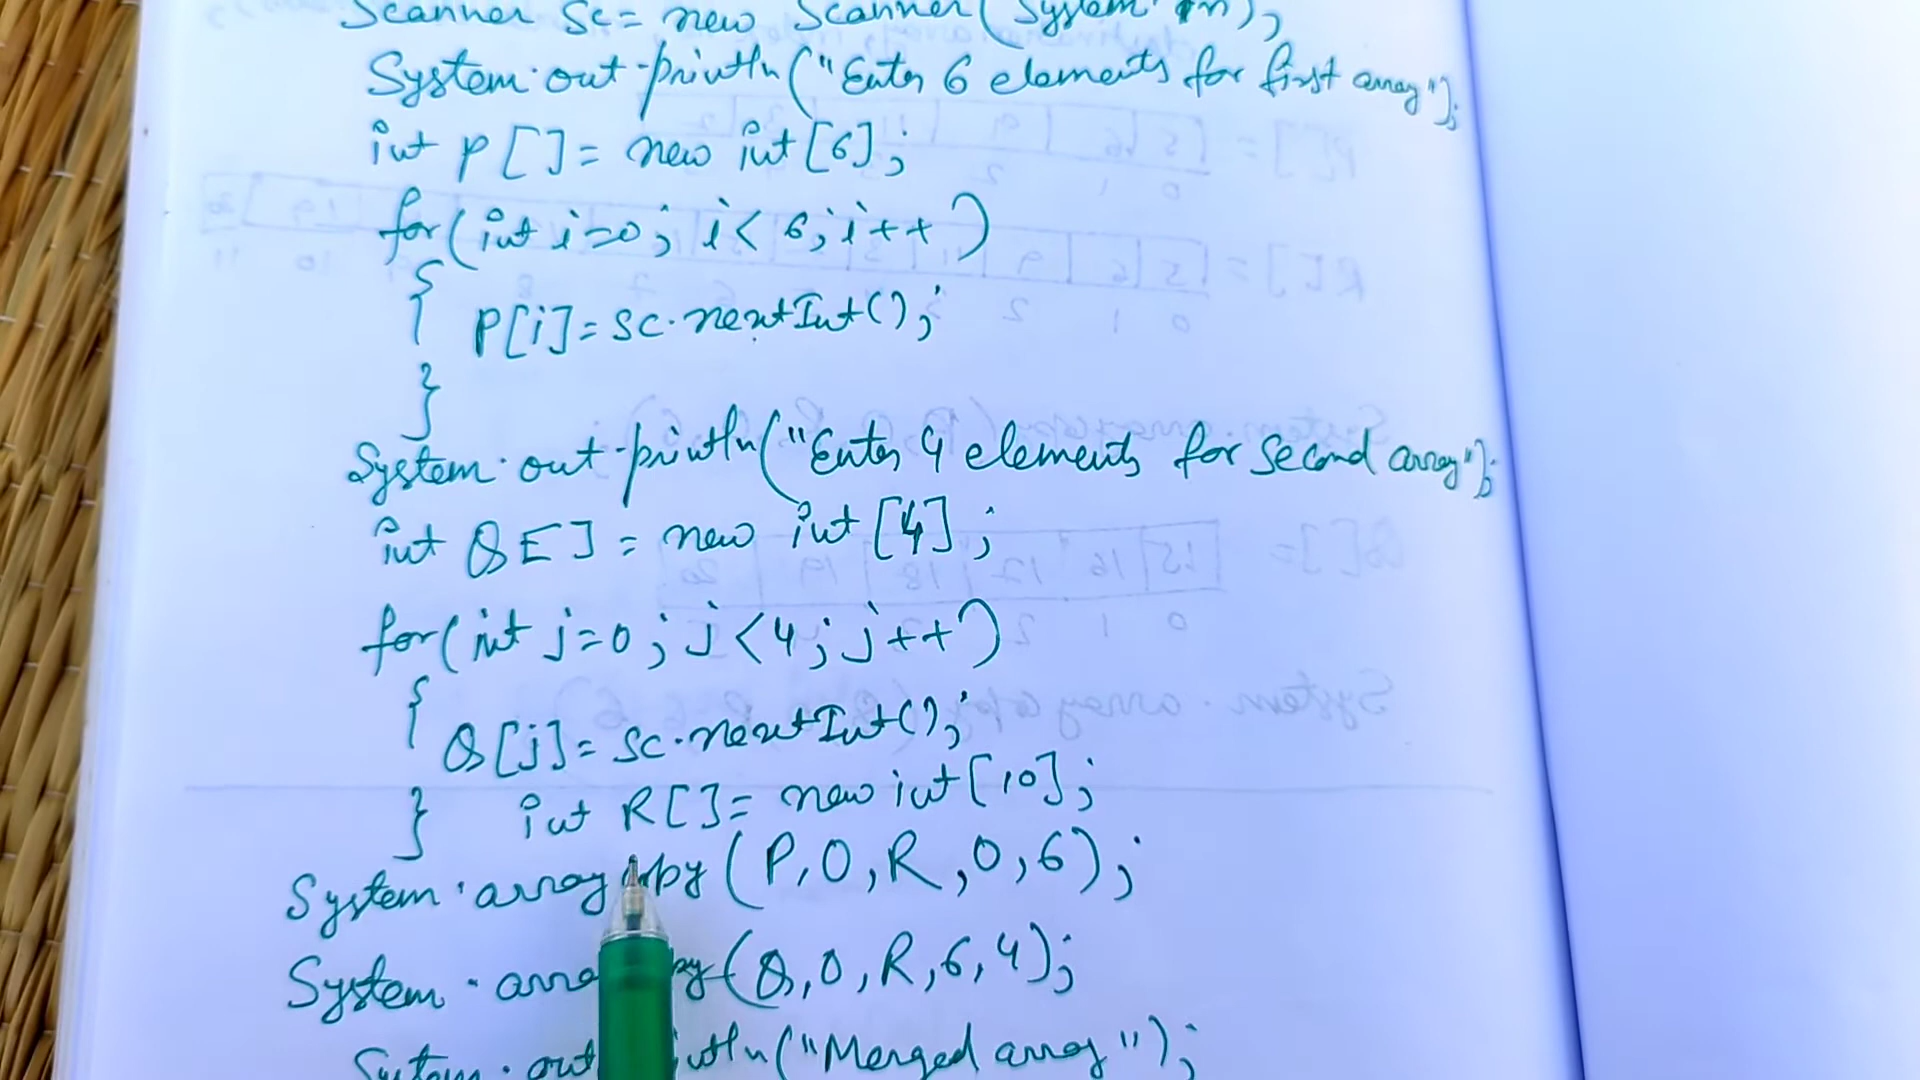 Scanner sc= new Scanner(System.in);
System.out.println("Enter 6 elements for first array");
int P[]= new int[6];
for(int i=0; i<6; i++)
{
P[i]=sc.nextInt();
}
System.out.println("Enter 4 elements for second array");
int Q[] = new int[4];
for(int j=0; j<4; j++)
{
Q[j]=sc.nextInt();
} int R[]= new int[10];
System.arraycopy(P,0,R,0,6);
System.arraycopy(Q,0,R,6,4);
System.out.println("Merged array");